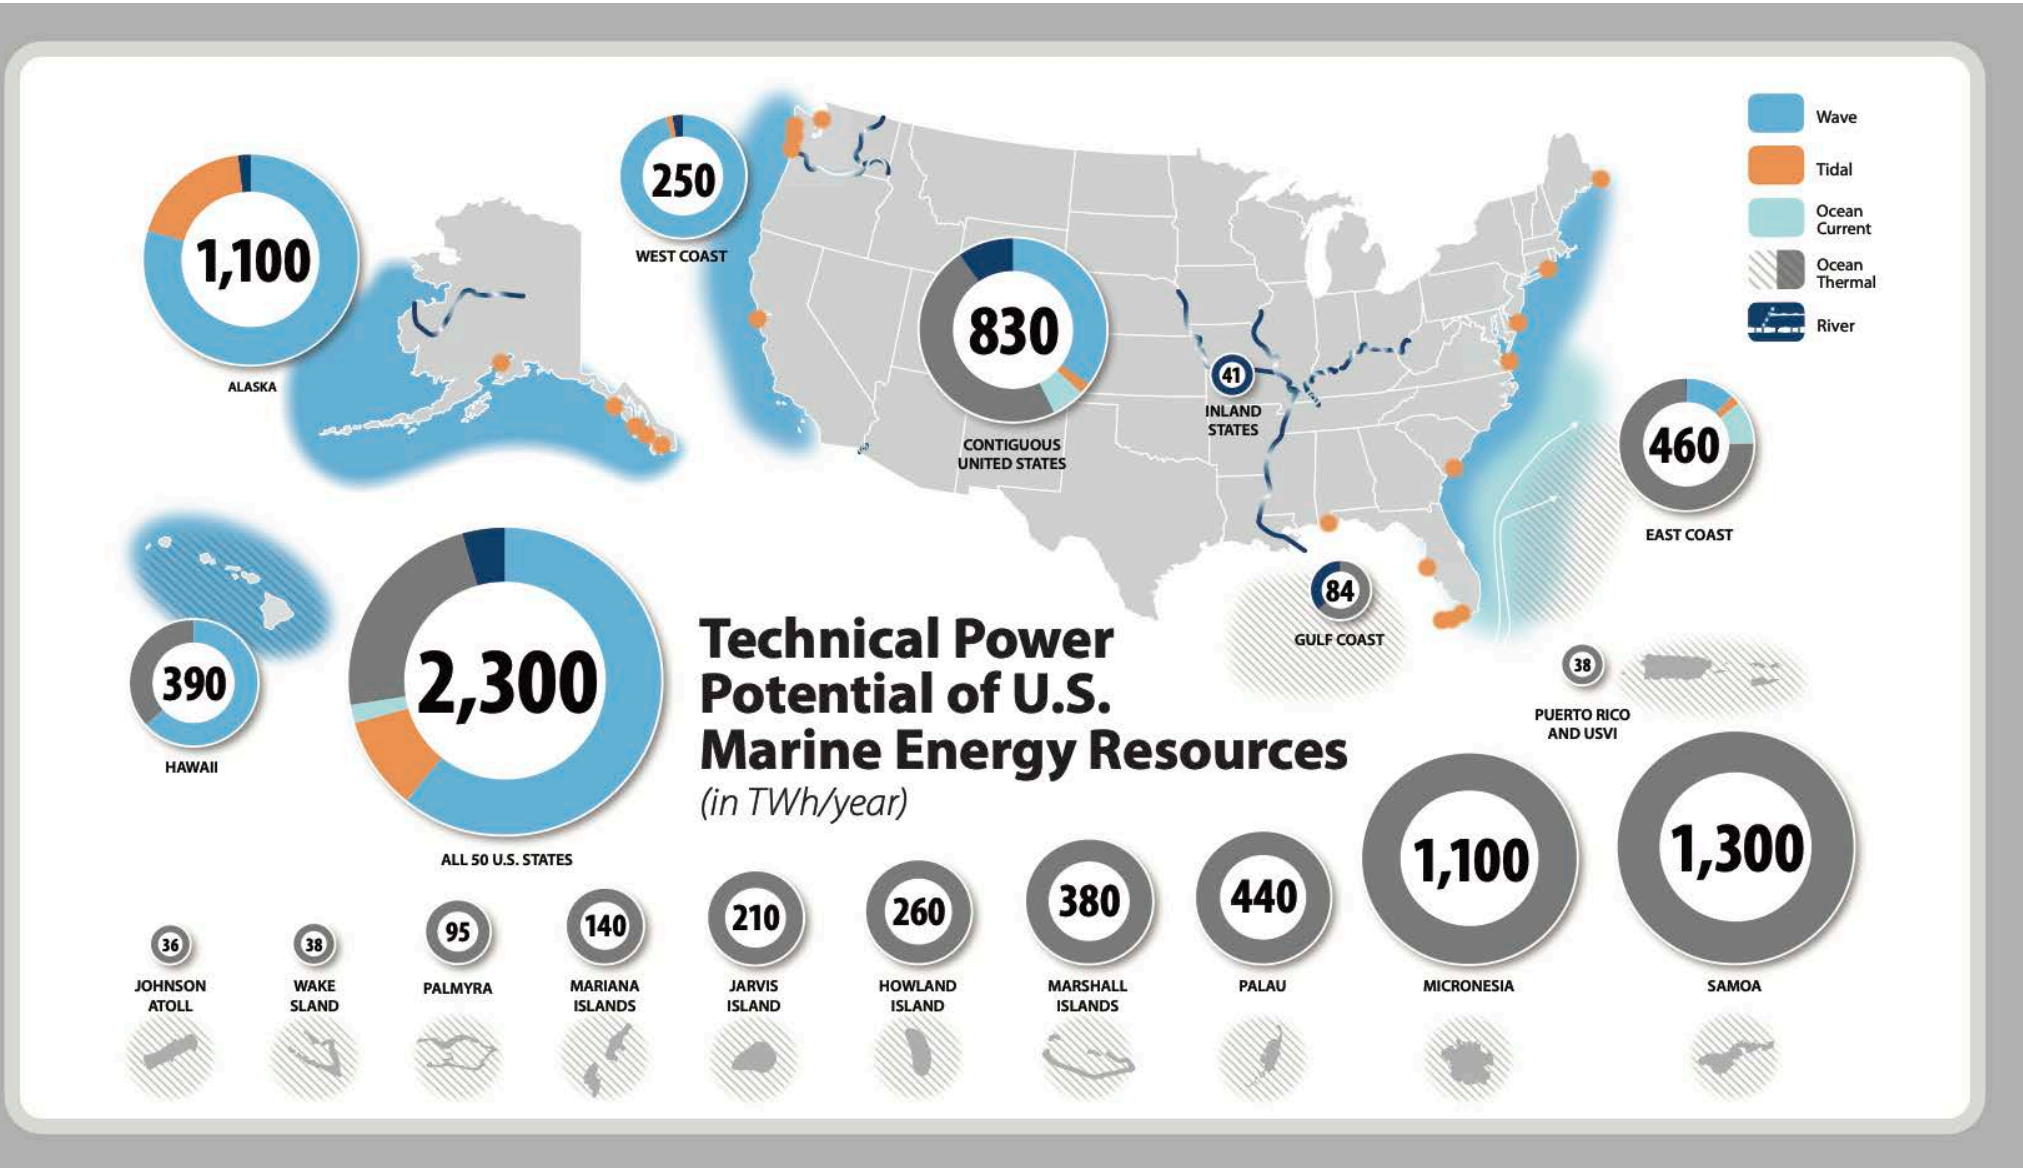 Wave
Tidal
Ocean
Current
Ocean
Thermal
River
1,100
ALASKA
250
WEST COAST
830
CONTIGUOUS
UNITED STATES
41
INLAND
STATES
460
EAST COAST
84
GULF COAST
390
HAWAII
2,300
ALL 50 U.S. STATES
Technical Power
Potential of U.S.
Marine Energy Resources
(in TWh/year)
38
PUERTO RICO
AND USVI
36
JOHNSON
ATOLL
38
WAKE
SLAND
95
PALMYRA
140
MARIANA
ISLANDS
210
JARVIS
ISLAND
260
HOWLAND
ISLAND
380
MARSHALL
ISLANDS
440
PALAU
1,100
MICRONESIA
1,300
SAMOA